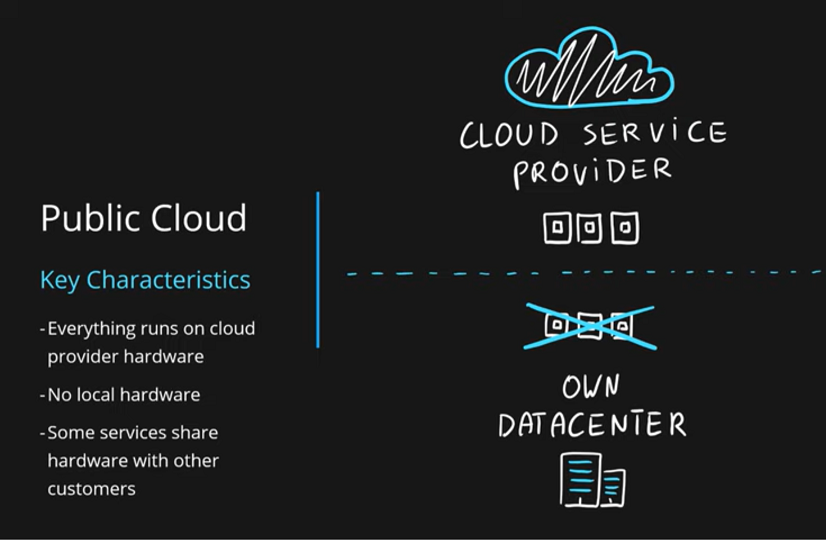 CLOUD SERVICE
PROVIDER
Public Cloud
Key Characteristics
-Everything runs on cloud
provider hardware
-No local hardware
-Some services share
hardware with other
customers
OWN
DATACENTER